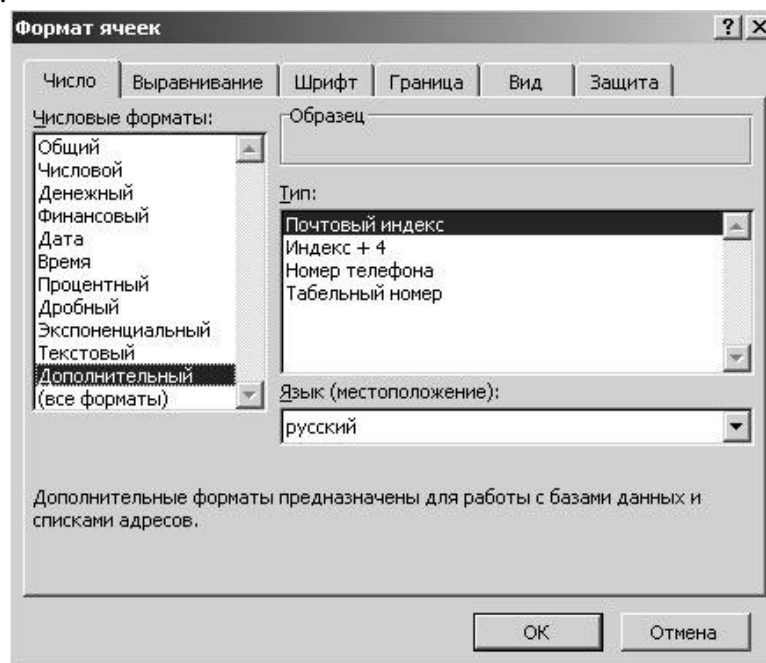 Формат ячеек
Число Выравнивание Шрифт Граница Вид Защита
Числовые форматы:
Общий
Числовой
Денежный
Финансовый
Дата
Время
Процентный
Дробный
Экспоненциальный
Текстовый
Дополнительный
(все форматы)
Образец
Тип:
Почтовый индекс
Индекс + 4
Номер телефона
Табельный номер
Язык (местоположение):
русский
Дополнительные форматы предназначены для работы с базами данных и
списками адресов.
ОК Отмена